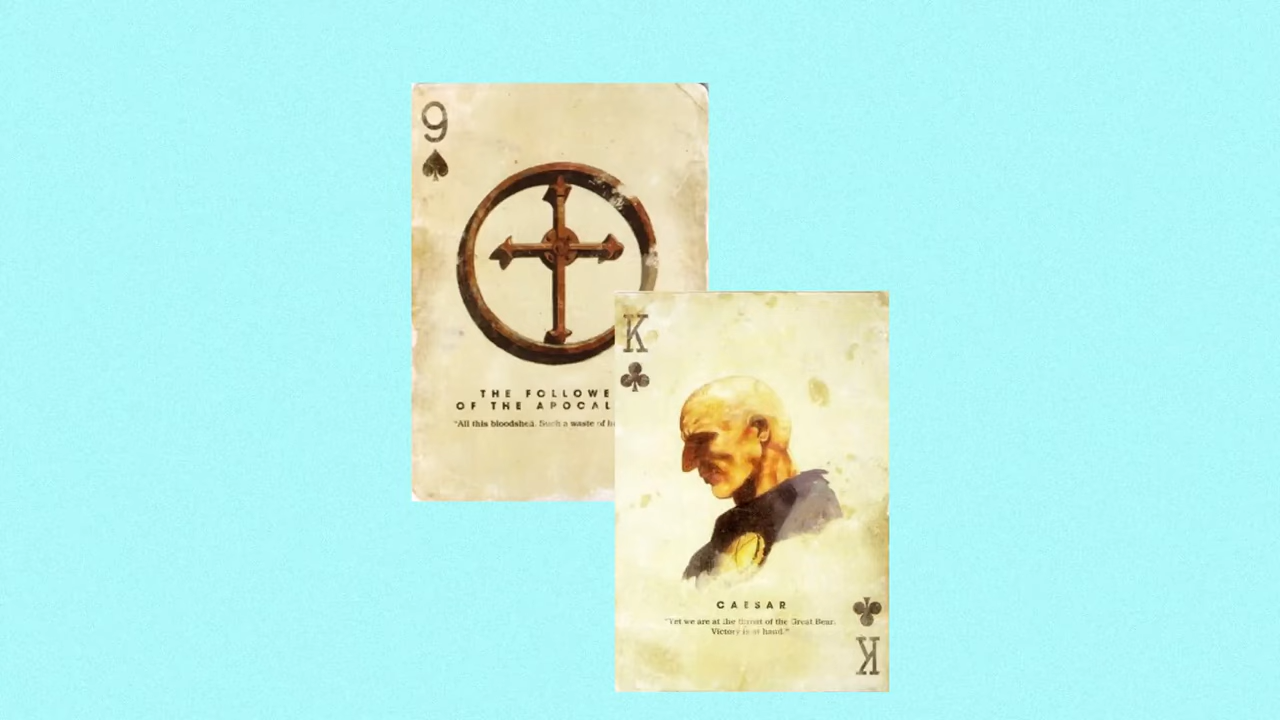 9
THE FOLLOWE
OF THE APOCAL
"All this bloodshed. Such a waste of h
K
CAESAR
"Yet we are at the throat of the Great Bear.
Victory is at hand."
K